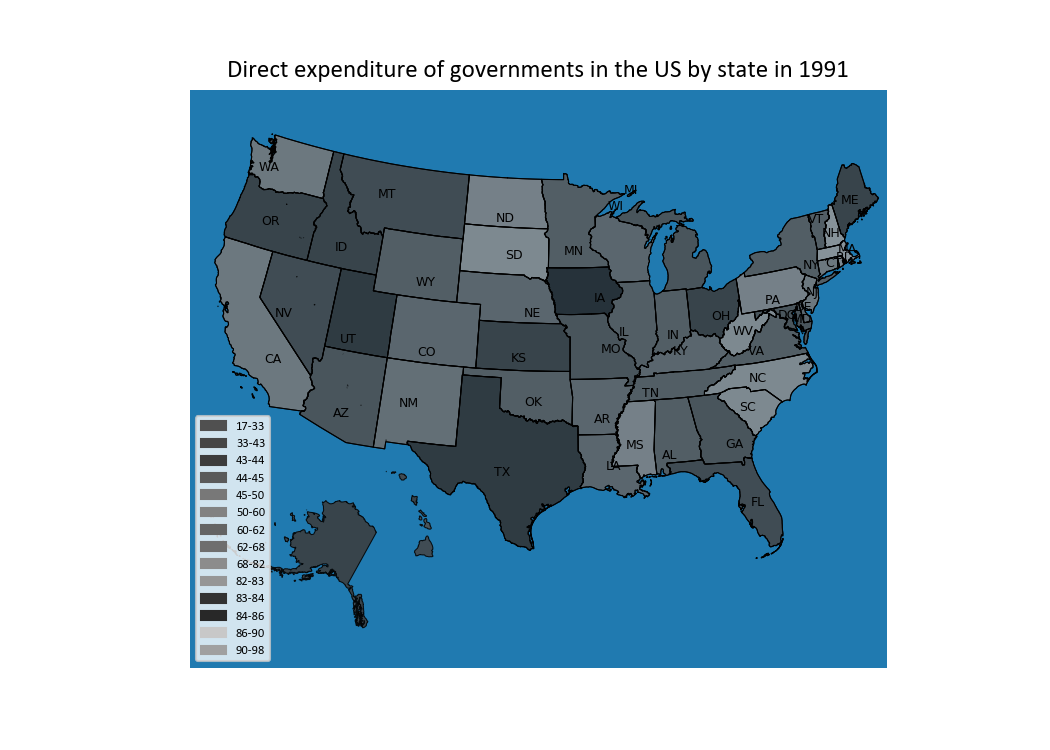 Direct expenditure of governments in the US by state in 1991
WA
MT
ME
MI
ND
WI
VT
OR
NH
ID
SD
MN
MA
NY
CT
WY
NJ
IA
PA
NE
NV
OH
DC
MD
WV
IL
IN
UT
CO
KS
MO
KY
VA
CA
NC
TN
NM
OK
SC
AZ
AR
MS
GA
AL
LA
TX
FL
17-33
33-43
43-44
44-45
45-50
50-60
60-62
62-68
68-82
82-83
83-84
84-86
86-90
90-98